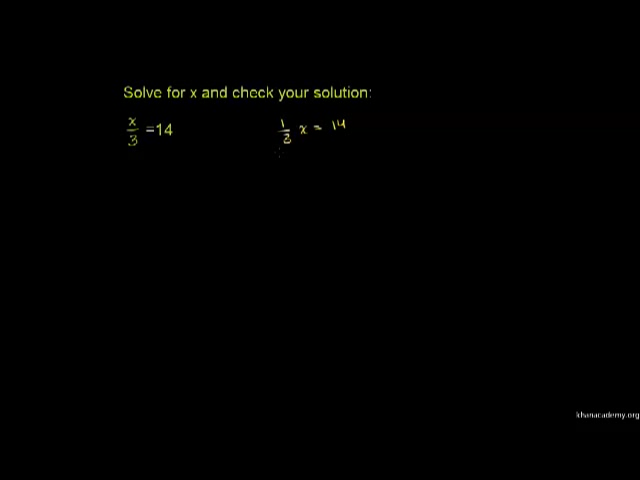 Solve for x and check your solution:
x/3 =14
1/3 x = 14
khanacademy.org